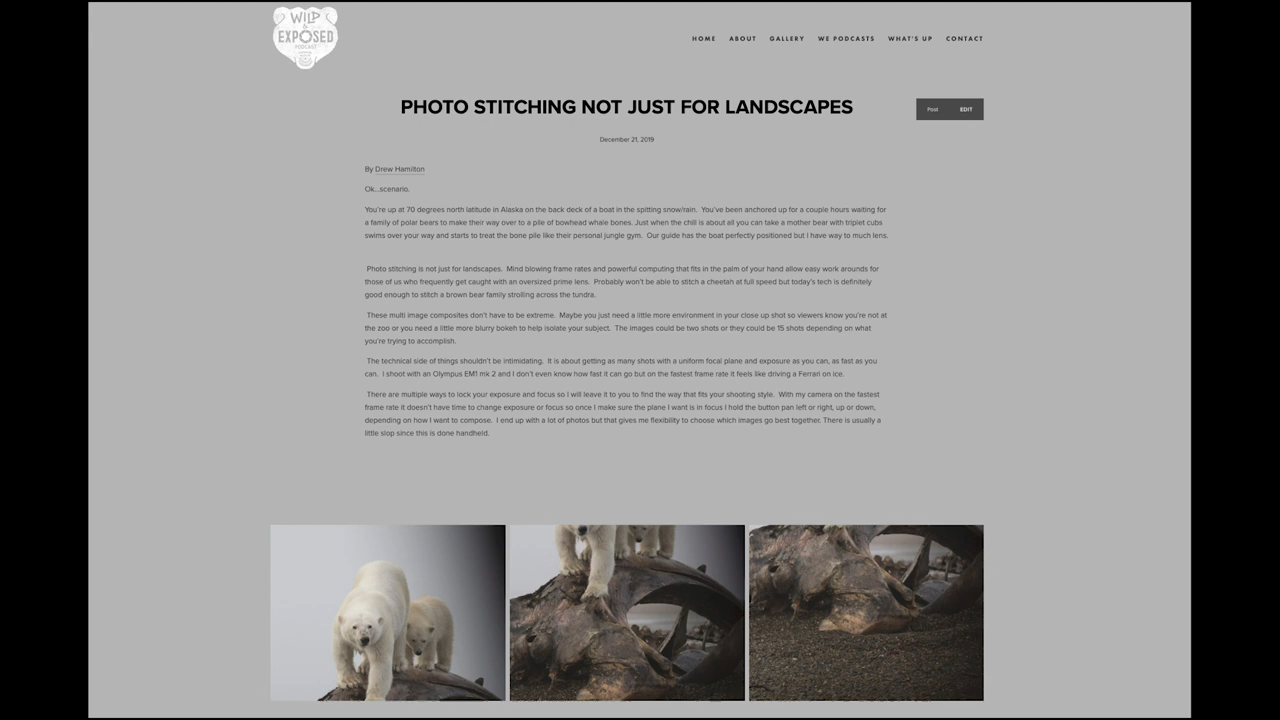 WILD
&
EXPOSED
PODCAST
HOME ABOUT GALLERY WE PODCASTS WHAT'S UP CONTACT
PHOTO STITCHING NOT JUST FOR LANDSCAPES
Post EDIT
December 21, 2019
By Drew Hamilton
Ok...scenario.
You're up at 70 degrees north latitude in Alaska on the back deck of a boat in the spitting snow/rain.  You've been anchored up for a couple hours waiting for
a family of polar bears to make their way over to a pile of bowhead whale bones. Just when the chill is about all you can take a mother bear with triplet cubs
swims over your way and starts to treat the bone pile like their personal jungle gym.  Our guide has the boat perfectly positioned but I have way to much lens.
Photo stitching is not just for landscapes.  Mind blowing frame rates and powerful computing that fits in the palm of your hand allow easy work arounds for
those of us who frequently get caught with an oversized prime lens.  Probably won't be able to stitch a cheetah at full speed but today's tech is definitely
good enough to stitch a brown bear family strolling across the tundra.
These multi image composites don't have to be extreme.  Maybe you just need a little more environment in your close up shot so viewers know you're not at
the zoo or you need a little more blurry bokeh to help isolate your subject.  The images could be two shots or they could be 15 shots depending on what
you're trying to accomplish.
The technical side of things shouldn't be intimidating.  It is about getting as many shots with a uniform focal plane and exposure as you can, as fast as you
can.  I shoot with an Olympus EM1 mk 2 and I don't even know how fast it can go but on the fastest frame rate it feels like driving a Ferrari on ice.
There are multiple ways to lock your exposure and focus so I will leave it to you to find the way that fits your shooting style.  With my camera on the fastest
frame rate it doesn't have time to change exposure or focus so once I make sure the plane I want is in focus I hold the button pan left or right, up or down,
depending on how I want to compose.  I end up with a lot of photos but that gives me flexibility to choose which images go best together. There is usually a
little slop since this is done handheld.